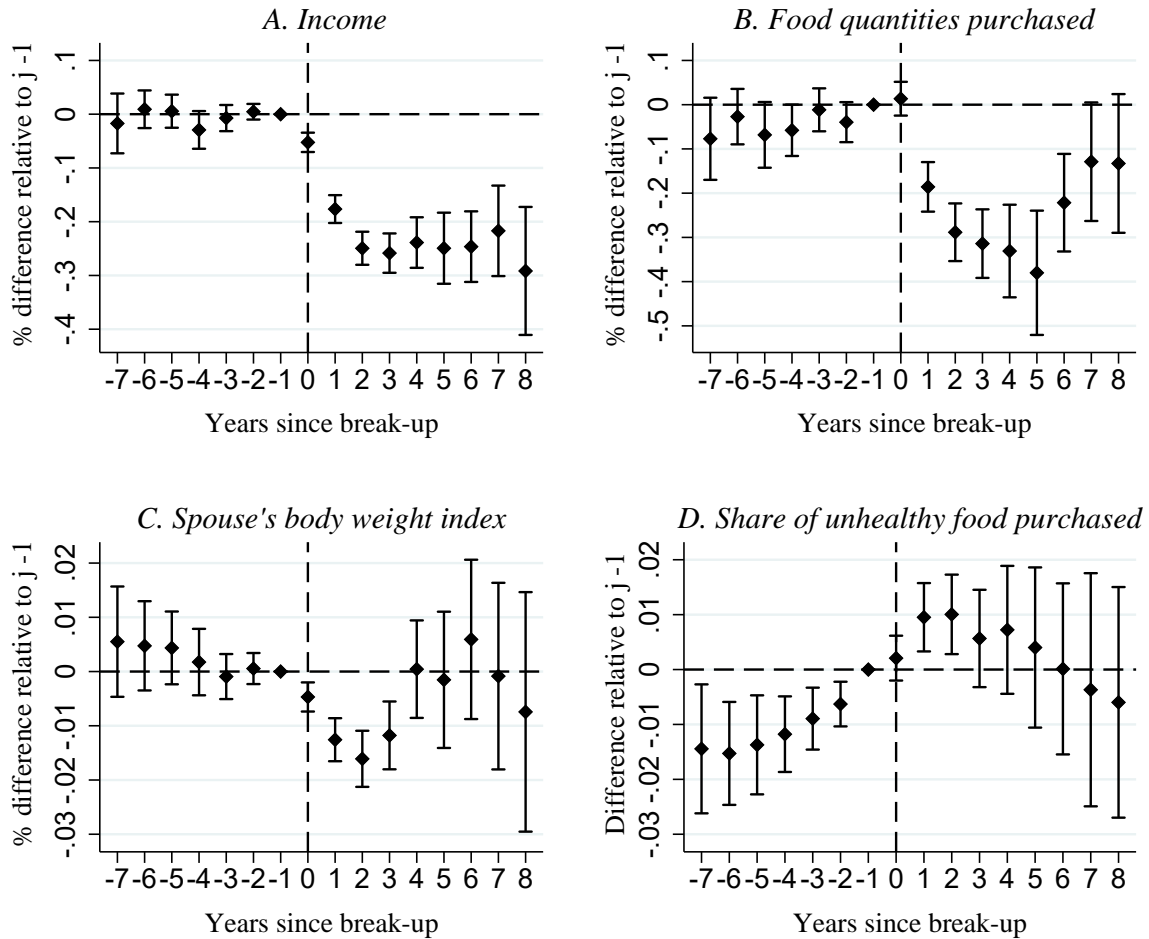 A. Income
% difference relative to j -1
.1
0
-.1
-.2
-.3
-.4
-7 -6 -5 -4 -3 -2 -1 0 1 2 3 4 5 6 7 8
Years since break-up
B. Food quantities purchased
% difference relative to j -1
.1
0
-.1
-.2
-.3
-.4
-.5
-7 -6 -5 -4 -3 -2 -1 0 1 2 3 4 5 6 7 8
Years since break-up
C. Spouse's body weight index
% difference relative to j -1
.02
.01
0
-.01
-.02
-.03
-7 -6 -5 -4 -3 -2 -1 0 1 2 3 4 5 6 7 8
Years since break-up
D. Share of unhealthy food purchased
Difference relative to j -1
.02
.01
0
-.01
-.02
-.03
-7 -6 -5 -4 -3 -2 -1 0 1 2 3 4 5 6 7 8
Years since break-up